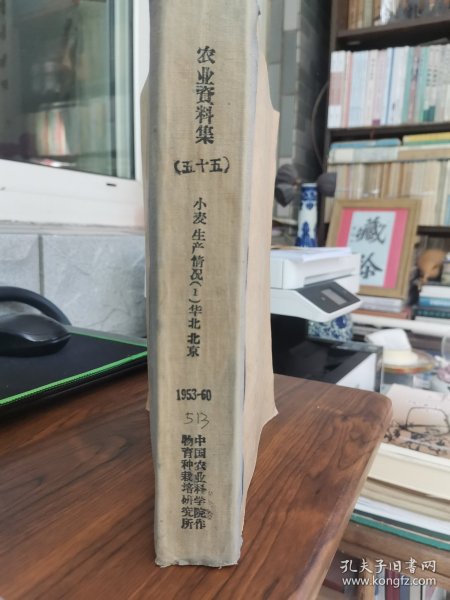 农业資料集
（五十五）
小麦生产情况(1)华北北京
1953-60
513
中国农业科学院作
物育种栽培研究所
藏
孔夫子旧书网
www.kongfz.com